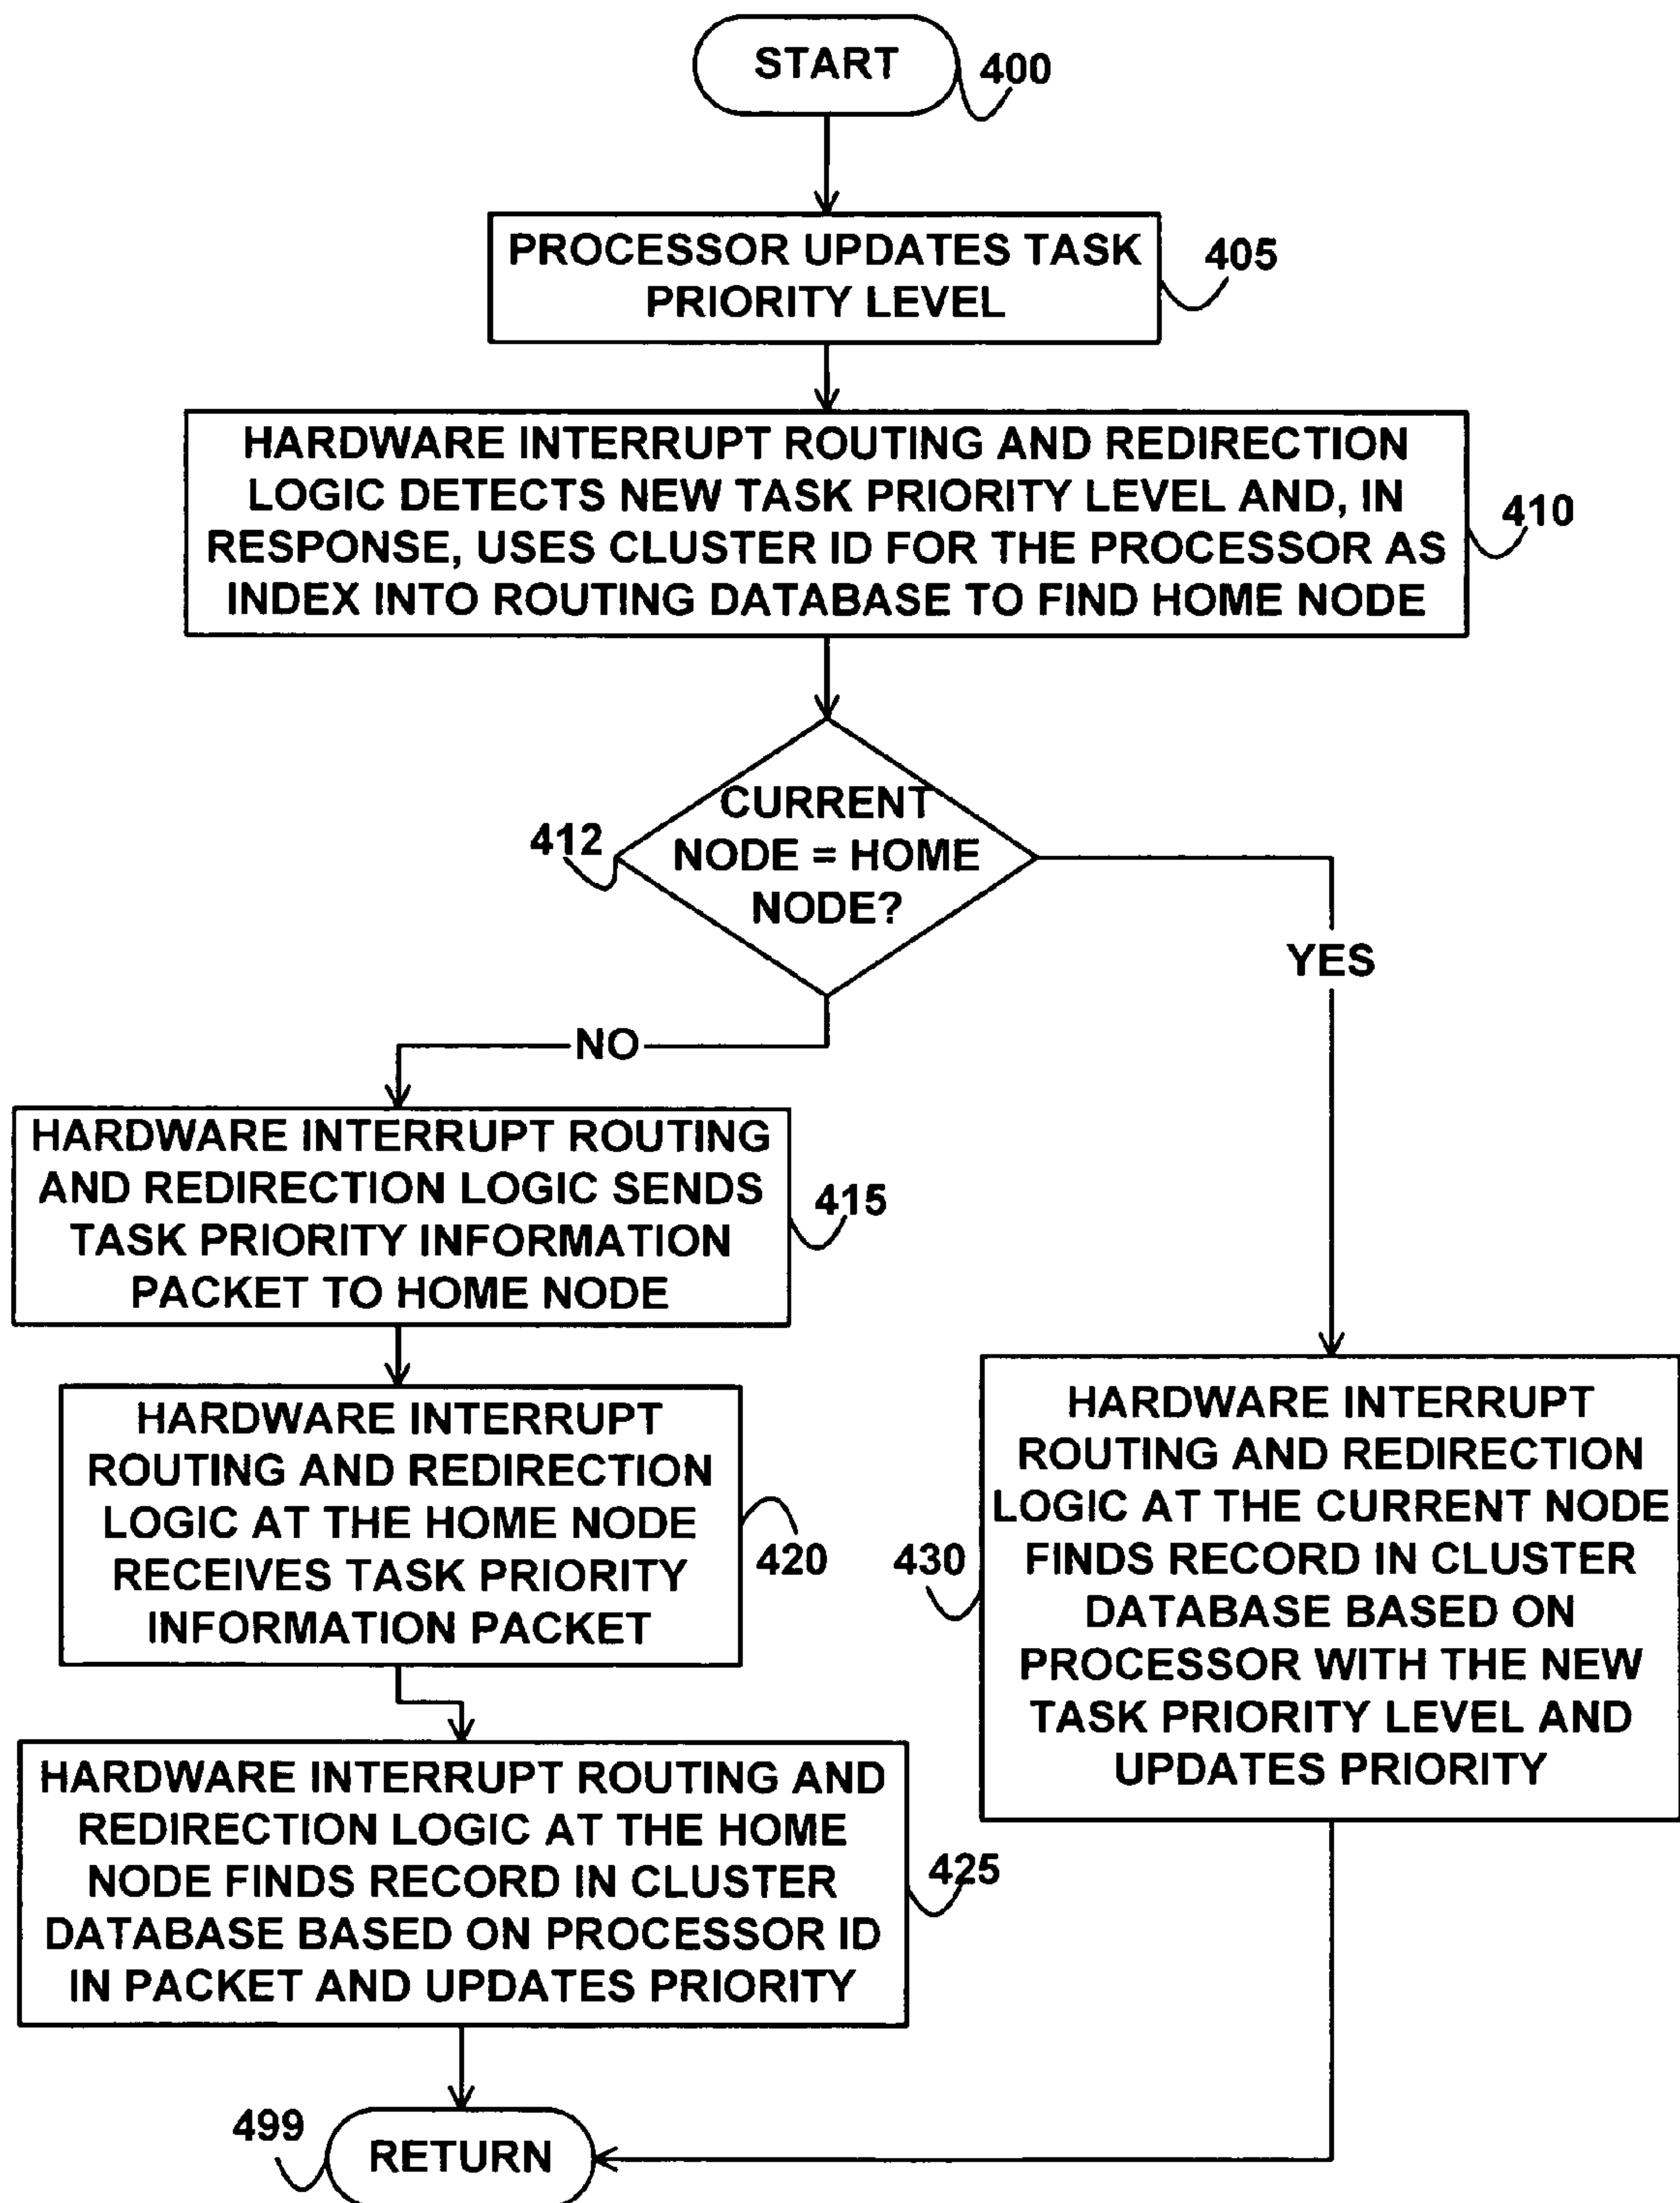 START
400
PROCESSOR UPDATES TASK
PRIORITY LEVEL
405
HARDWARE INTERRUPT ROUTING AND REDIRECTION
LOGIC DETECTS NEW TASK PRIORITY LEVEL AND, IN
RESPONSE, USES CLUSTER ID FOR THE PROCESSOR AS
INDEX INTO ROUTING DATABASE TO FIND HOME NODE
410
CURRENT
NODE = HOME
NODE?
412
YES
NO
HARDWARE INTERRUPT ROUTING
AND REDIRECTION LOGIC SENDS
TASK PRIORITY INFORMATION
PACKET TO HOME NODE
415
HARDWARE INTERRUPT
ROUTING AND REDIRECTION
LOGIC AT THE HOME NODE
RECEIVES TASK PRIORITY
INFORMATION PACKET
420
430
HARDWARE INTERRUPT
ROUTING AND REDIRECTION
LOGIC AT THE CURRENT NODE
FINDS RECORD IN CLUSTER
DATABASE BASED ON
PROCESSOR WITH THE NEW
TASK PRIORITY LEVEL AND
UPDATES PRIORITY
HARDWARE INTERRUPT ROUTING AND
REDIRECTION LOGIC AT THE HOME
NODE FINDS RECORD IN CLUSTER
DATABASE BASED ON PROCESSOR ID
IN PACKET AND UPDATES PRIORITY
425
499
RETURN